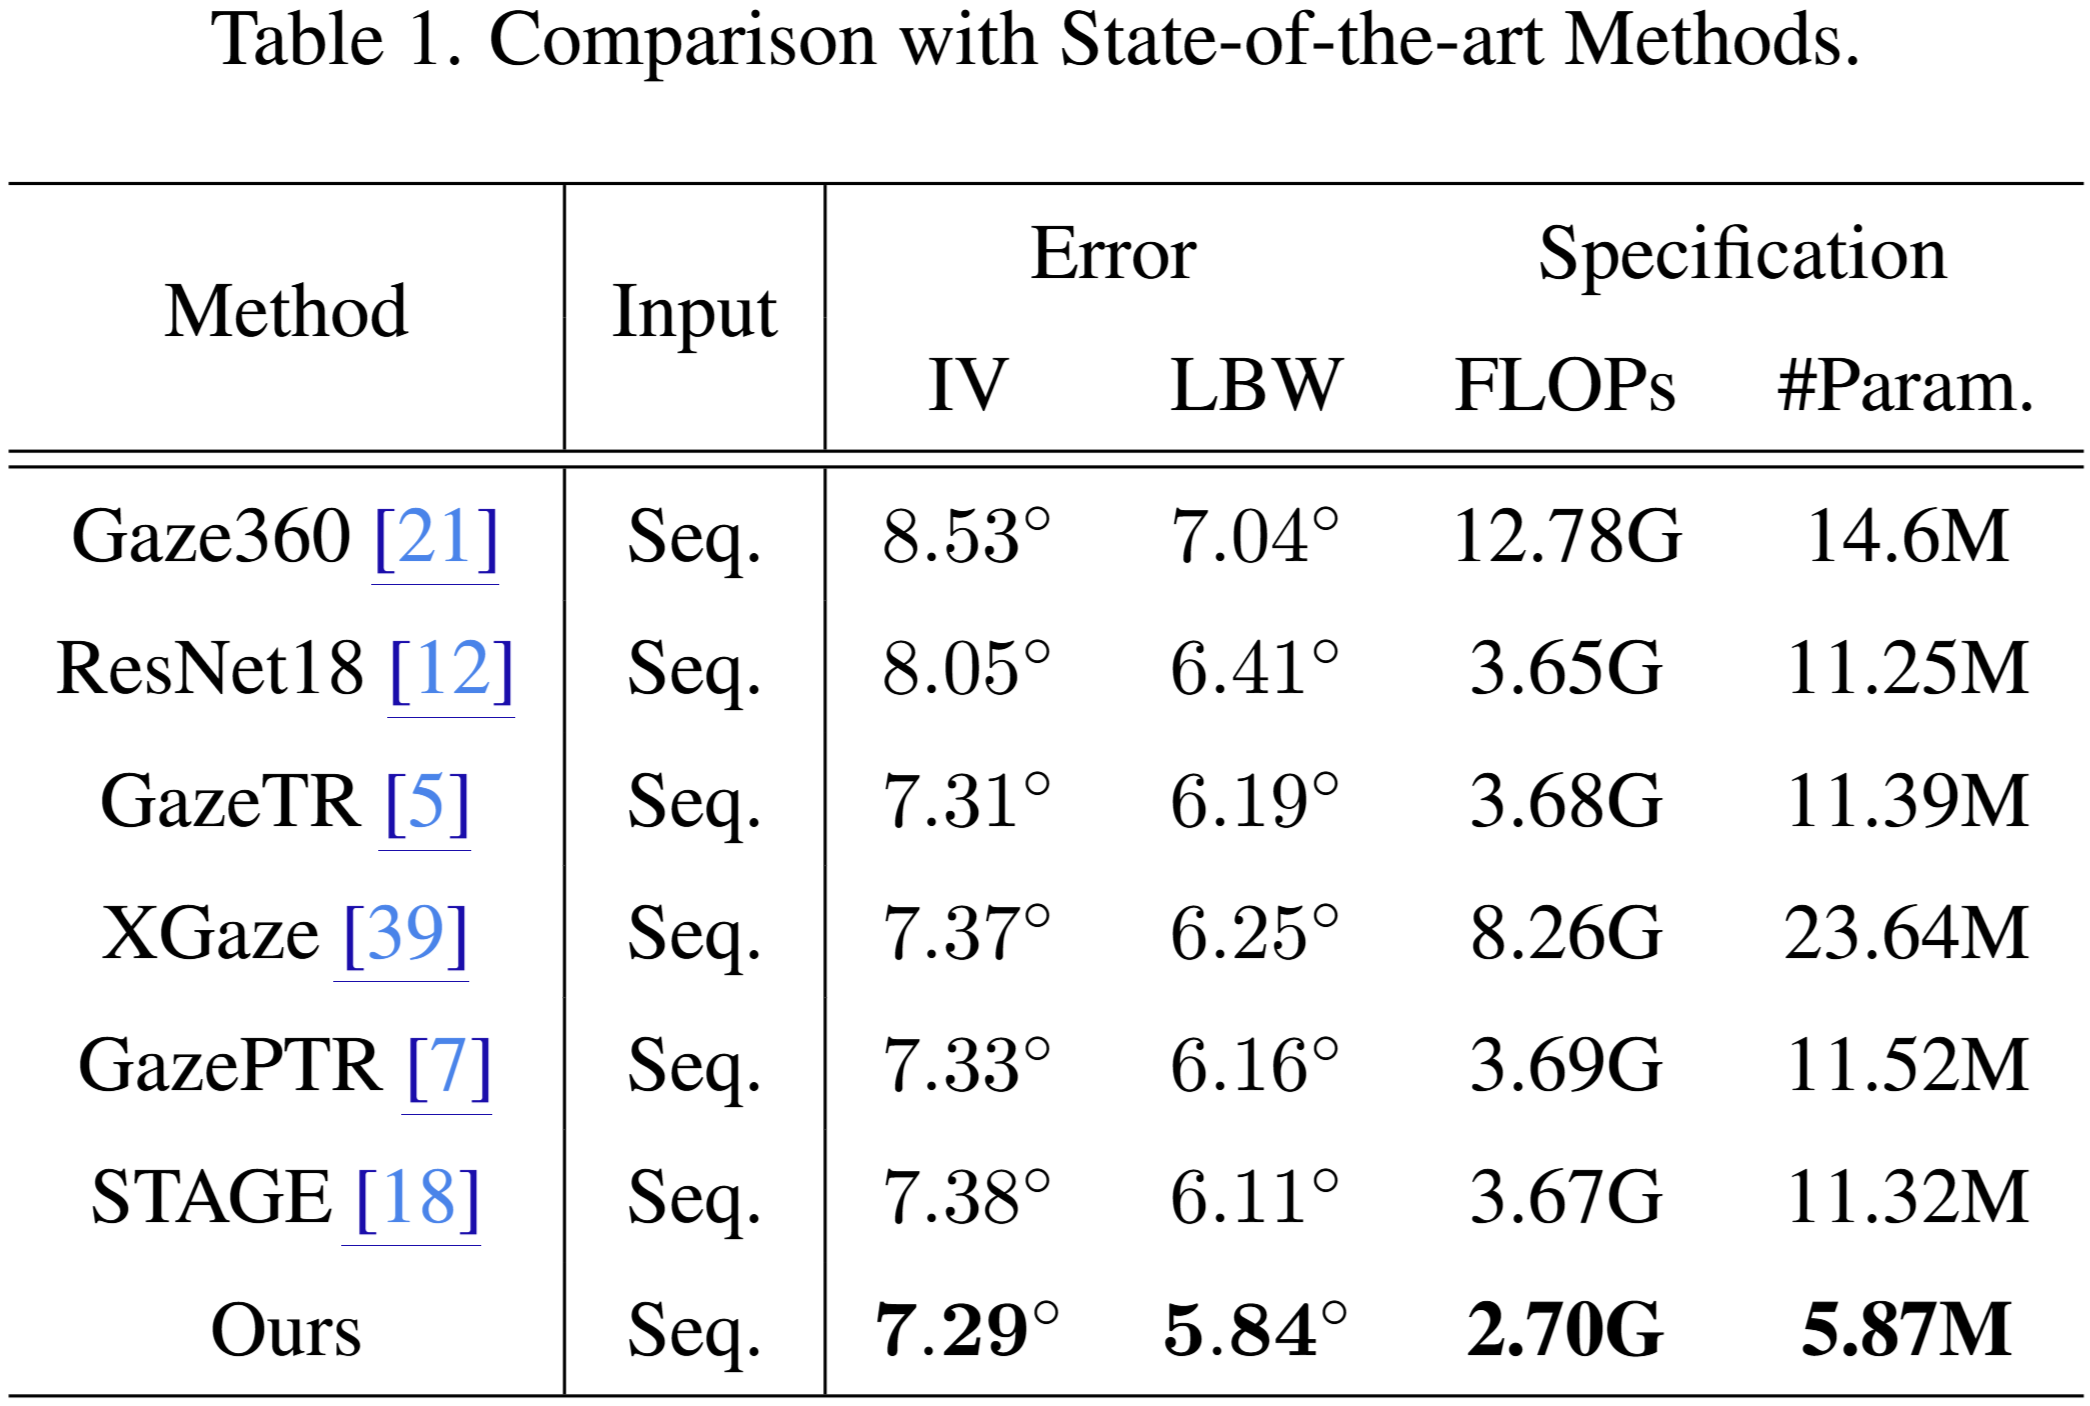 Table 1. Comparison with State-of-the-art Methods.
Method Input Error Specification
IV LBW FLOPs #Param.
Gaze360 [21] Seq. 8.53° 7.04° 12.78G 14.6M
ResNet18 [12] Seq. 8.05° 6.41° 3.65G 11.25M
GazeTR [5] Seq. 7.31° 6.19° 3.68G 11.39M
XGaze [39] Seq. 7.37° 6.25° 8.26G 23.64M
GazePTR [7] Seq. 7.33° 6.16° 3.69G 11.52M
STAGE [18] Seq. 7.38° 6.11° 3.67G 11.32M
Ours Seq. 7.29° 5.84° 2.70G 5.87M